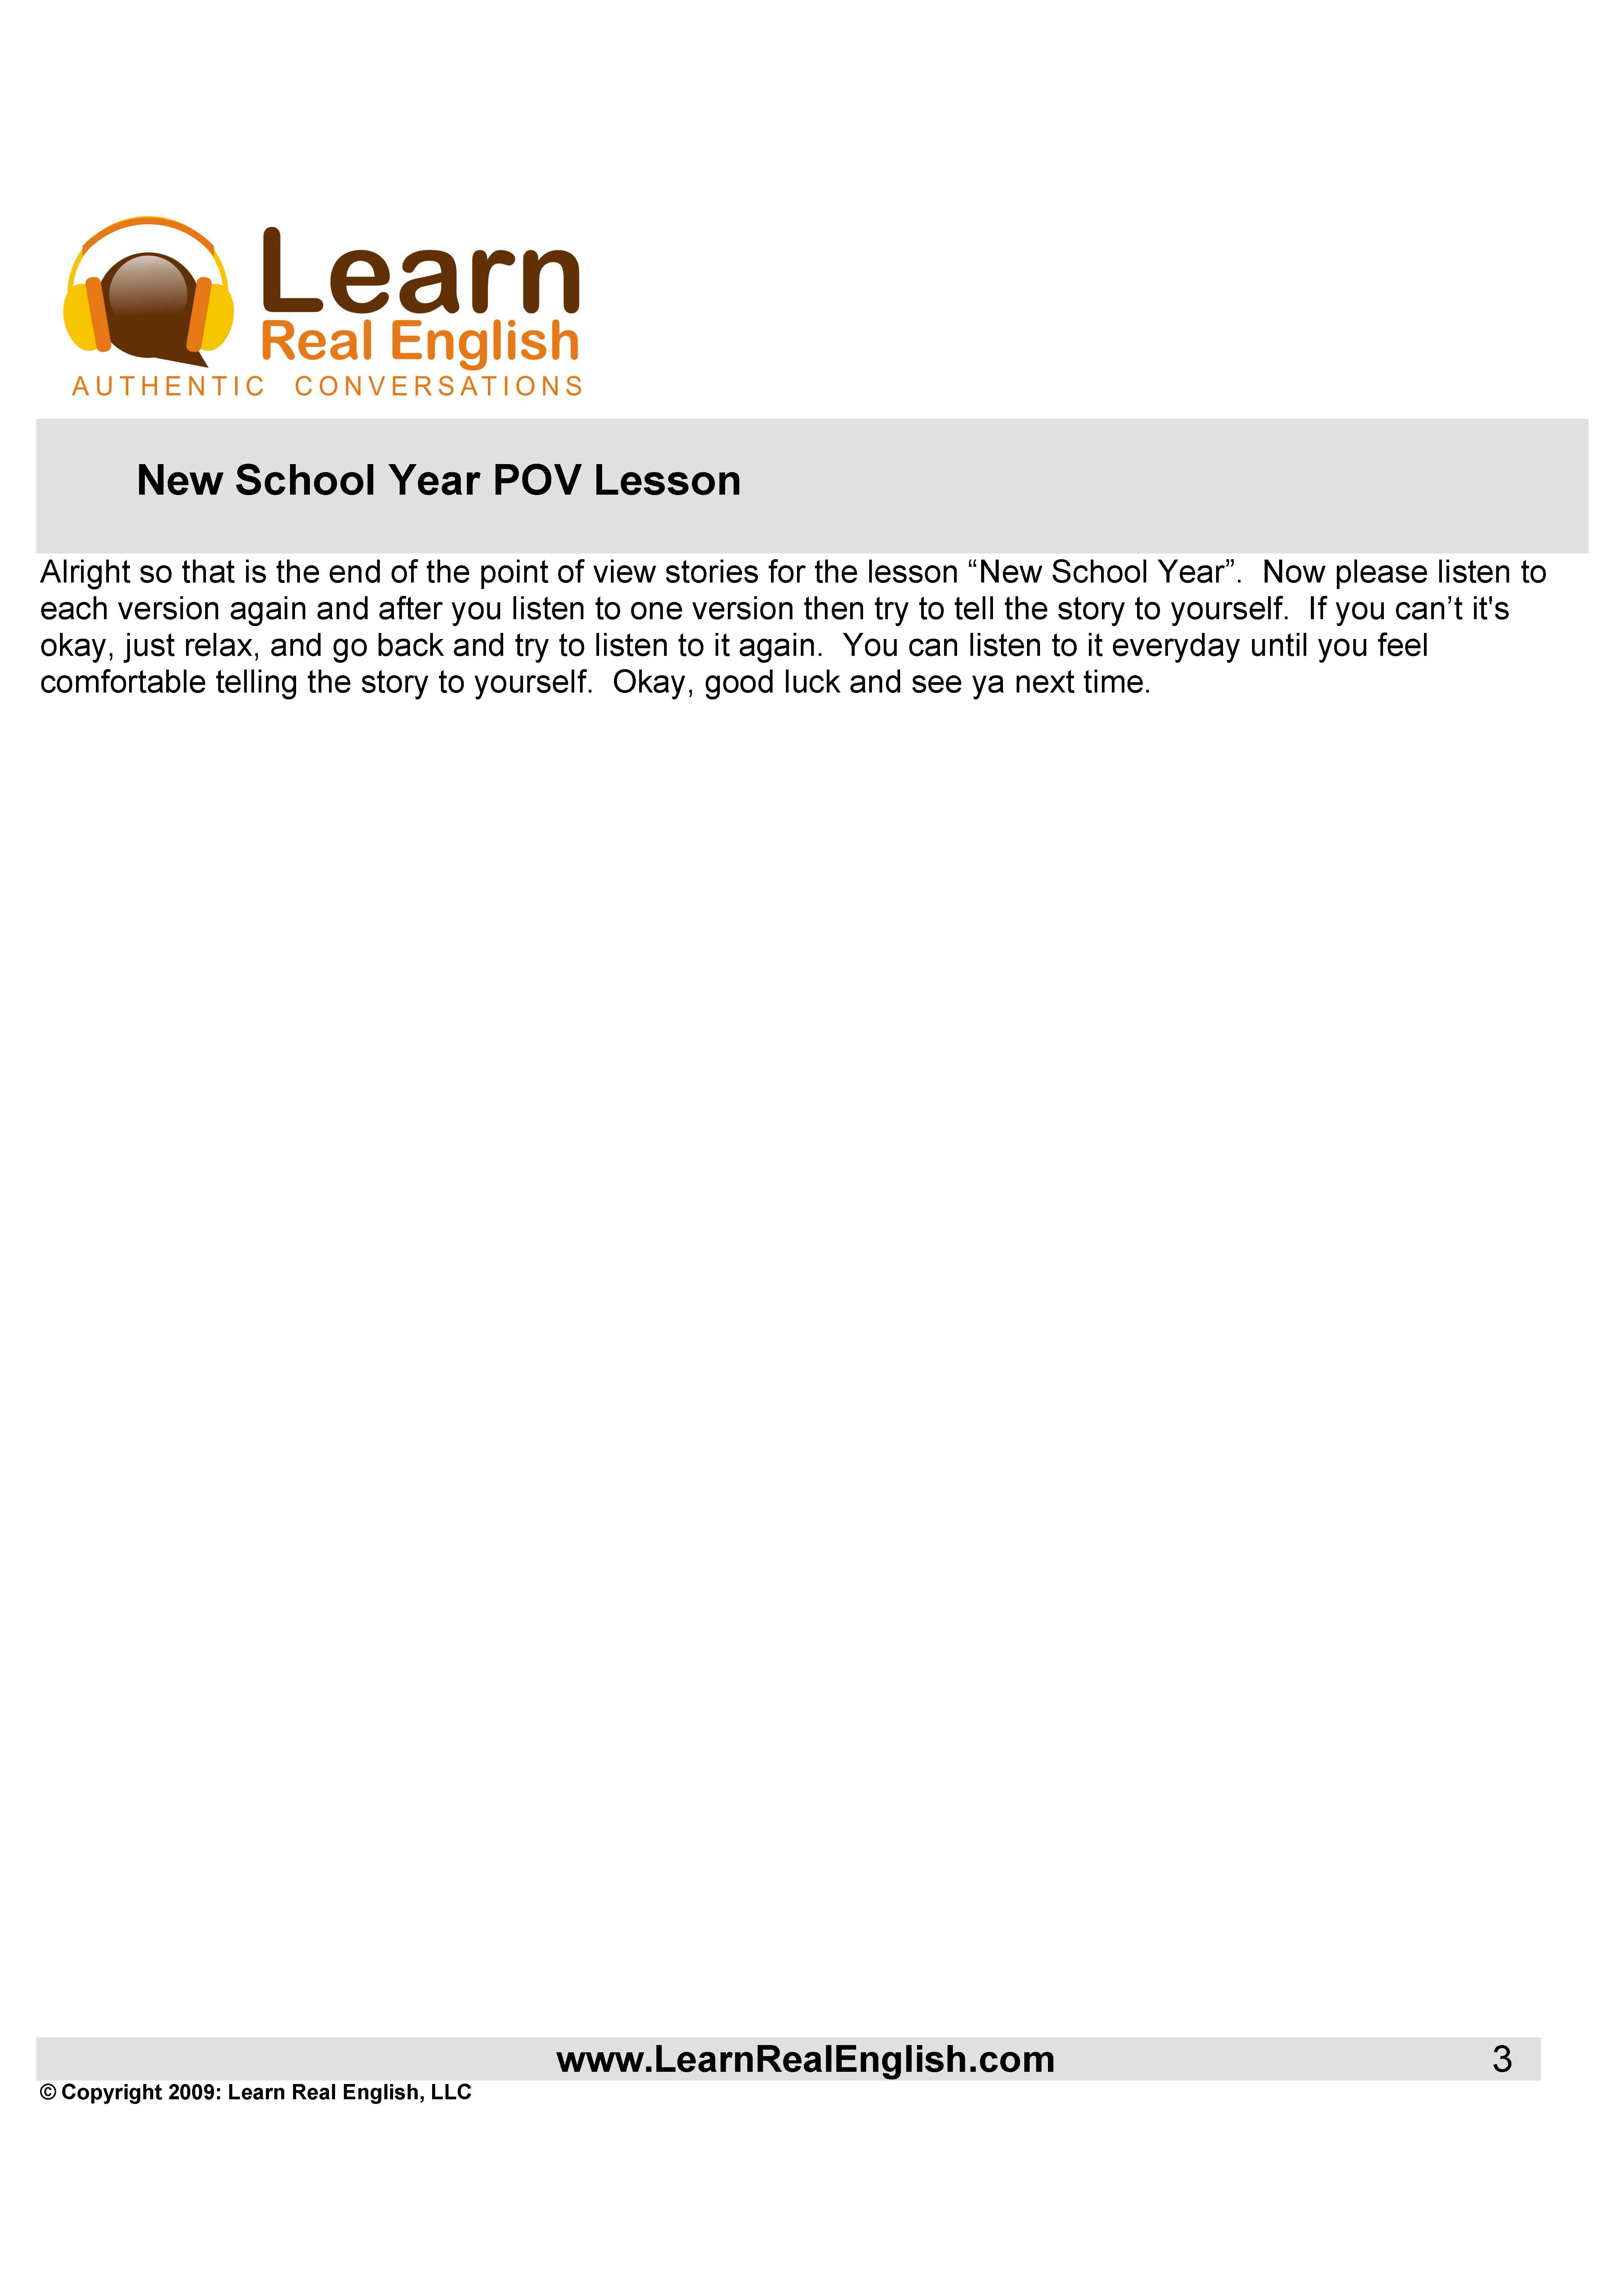 Learn
Real English
AUTHENTIC CONVERSATIONS
New School Year POV Lesson
Alright so that is the end of the point of view stories for the lesson “New School Year”.  Now please listen to
each version again and after you listen to one version then try to tell the story to yourself.  If you can’t it's
okay, just relax, and go back and try to listen to it again.  You can listen to it everyday until you feel
comfortable telling the story to yourself.  Okay, good luck and see ya next time.
www.LearnRealEnglish.com 3
© Copyright 2009: Learn Real English, LLC